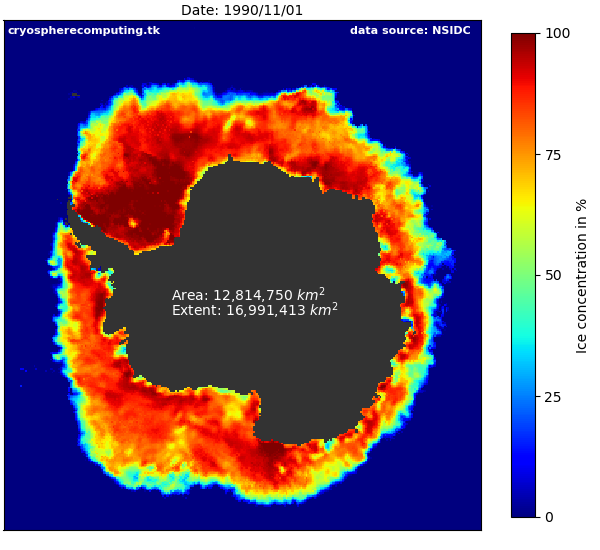 Date: 1990/11/01
cryospherecomputing.tk
data source: NSIDC
Area: 12,814,750 km²
Extent: 16,991,413 km²
100
75
50
25
0
Ice concentration in %